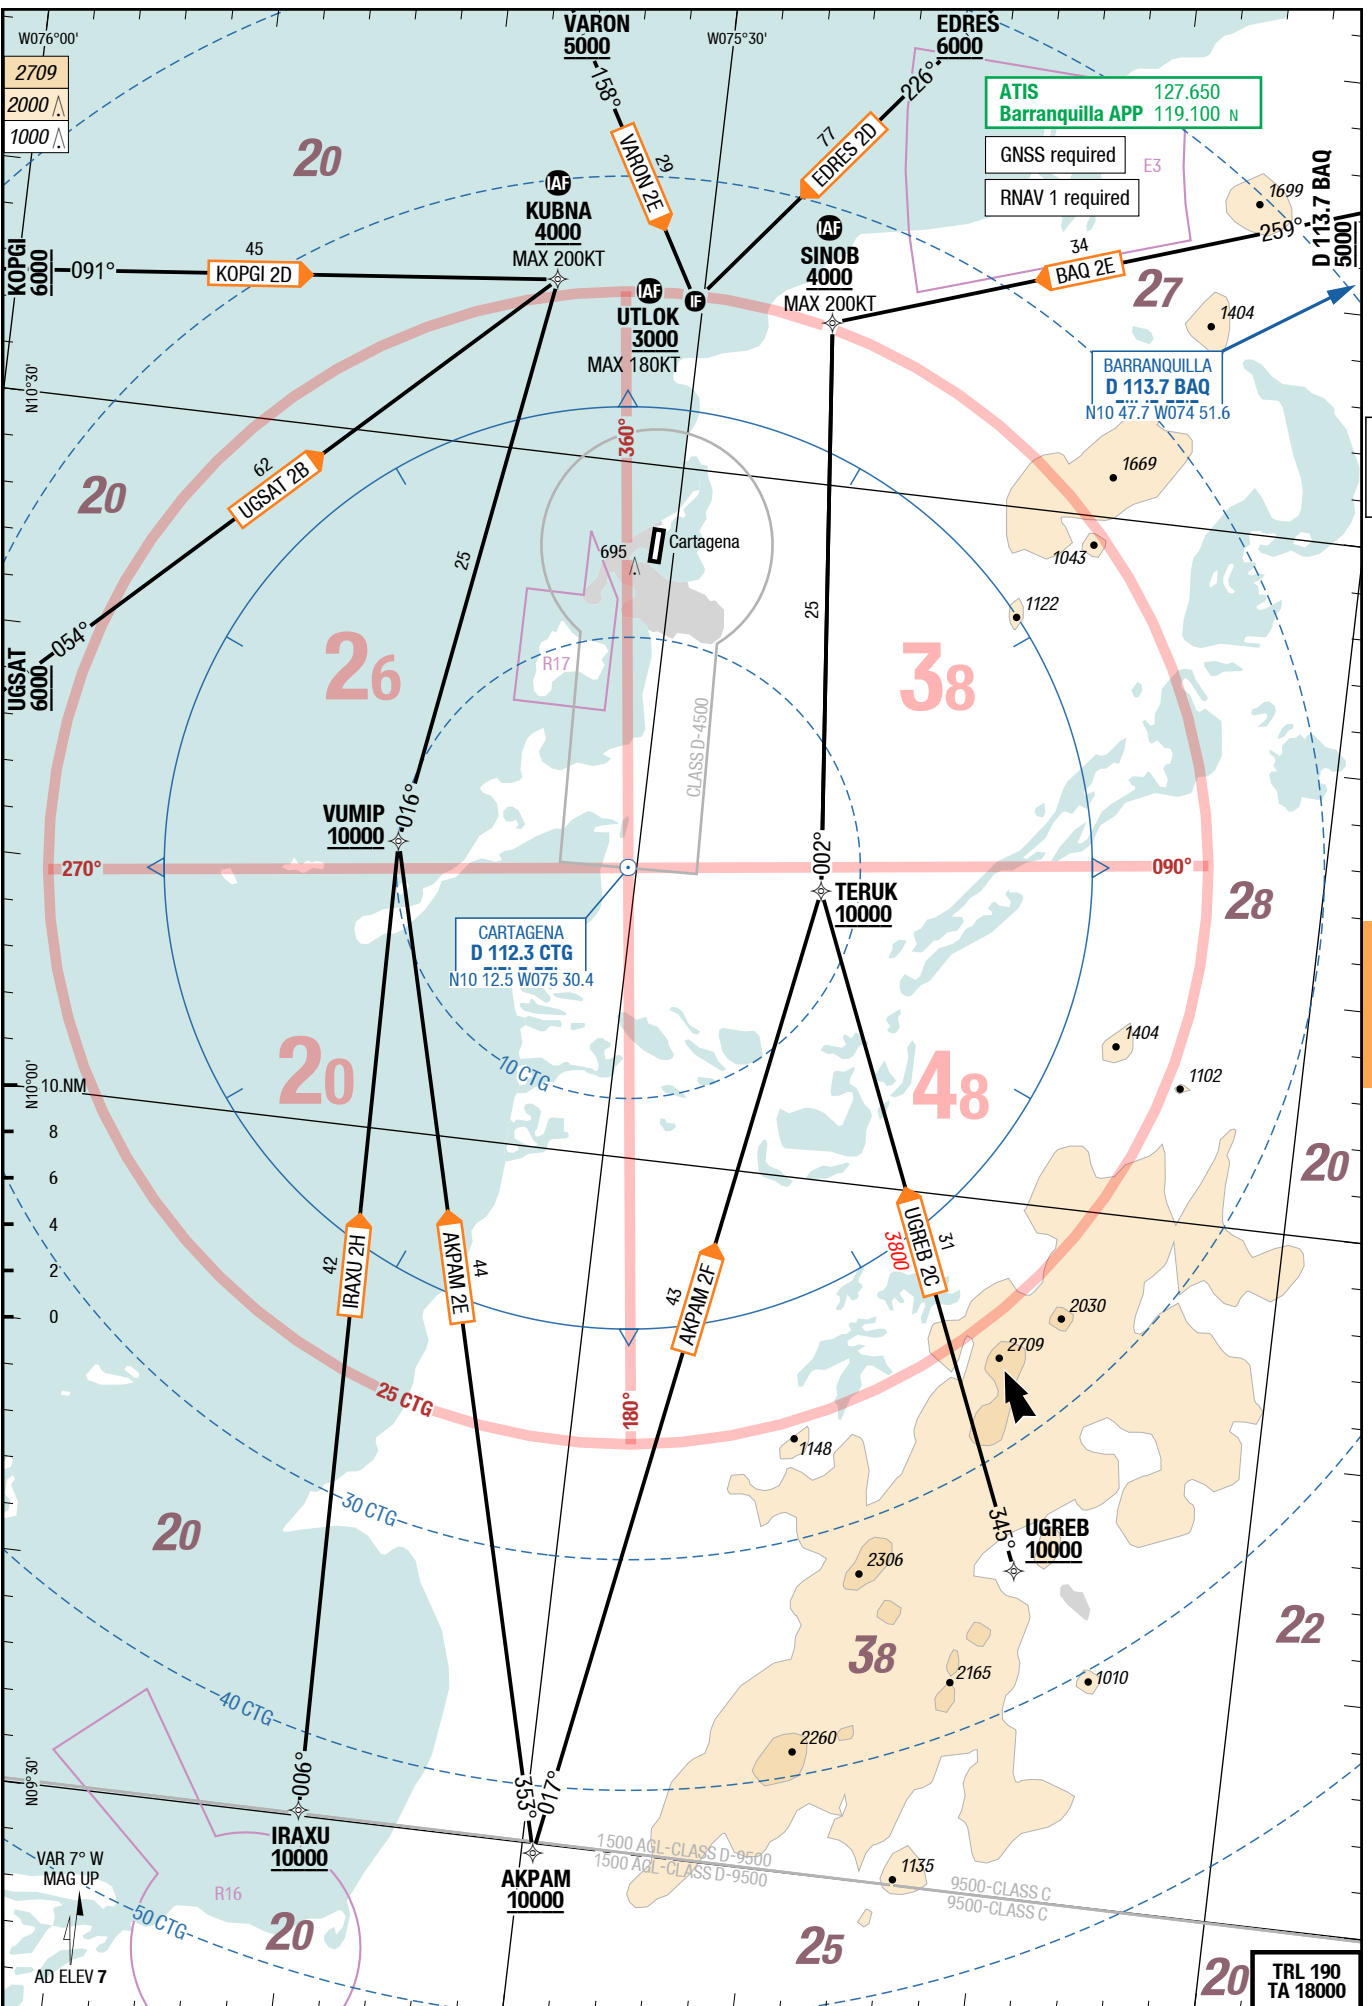 VARON
5000
EDRES
6000
W076°00'
W075°30'
2709
2000
1000
158°
226°
ATIS 127.650
Barranquilla APP 119.100 N
GNSS required
RNAV 1 required
E3
20
VARON 2E
29
77
EDRES 2D
1699
D 113.7 BAQ
5000
259°
IAF
KUBNA
4000
MAX 200KT
IAF
SINOB
4000
MAX 200KT
34
BAQ 2E
KOPGI
6000
091°
45
KOPGI 2D
IAF
IF
UTLOK
3000
MAX 180KT
27
1404
BARRANQUILLA
D 113.7 BAQ
N10 47.7 W074 51.6
N10°30'
360°
1669
62
UGSAT 2B
20
25
695
Cartagena
1043
1122
25
054°
UGSAT
6000
26
R17
38
CLASS D-4500
VUMIP
10000
016°
002°
270°
090°
TERUK
10000
28
CARTAGENA
D 112.3 CTG
N10 12.5 W075 30.4
1404
1102
10 CTG
20
48
N10°00'
10 NM
8
6
4
2
0
20
42
IRAXU 2H
AKPAM 2E
44
43
AKPAM 2F
UGREB 2C
31
3800
2030
2709
25 CTG
180°
1148
30 CTG
20
345°
UGREB
10000
2306
22
38
2165
1010
40 CTG
2260
N09°30'
006°
353°
017°
IRAXU
10000
AKPAM
10000
1500 AGL-CLASS D-9500
1500 AGL-CLASS D-9500
1135
9500-CLASS C
9500-CLASS C
VAR 7° W
MAG UP
R16
50 CTG
20
25
20
AD ELEV 7
TRL 190
TA 18000